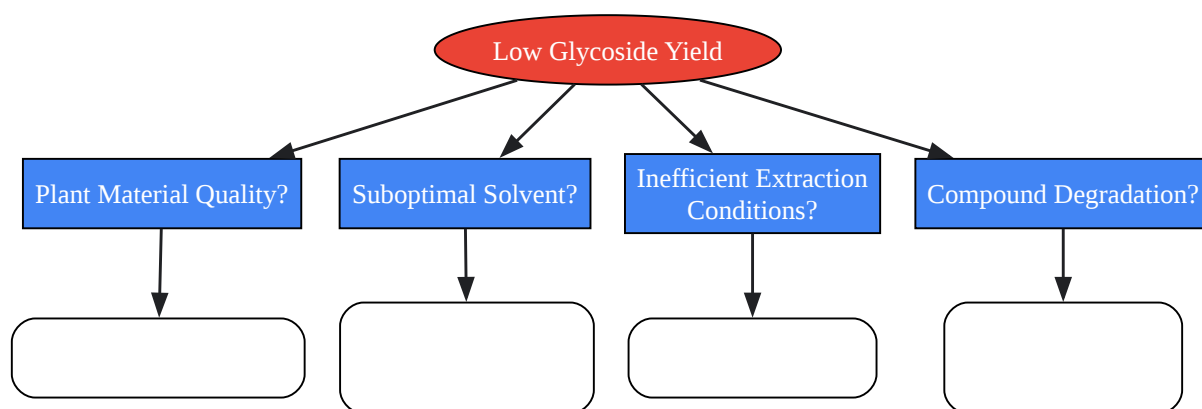 Low Glycoside Yield
Plant Material Quality?
Suboptimal Solvent?
Inefficient Extraction
Conditions?
Compound Degradation?